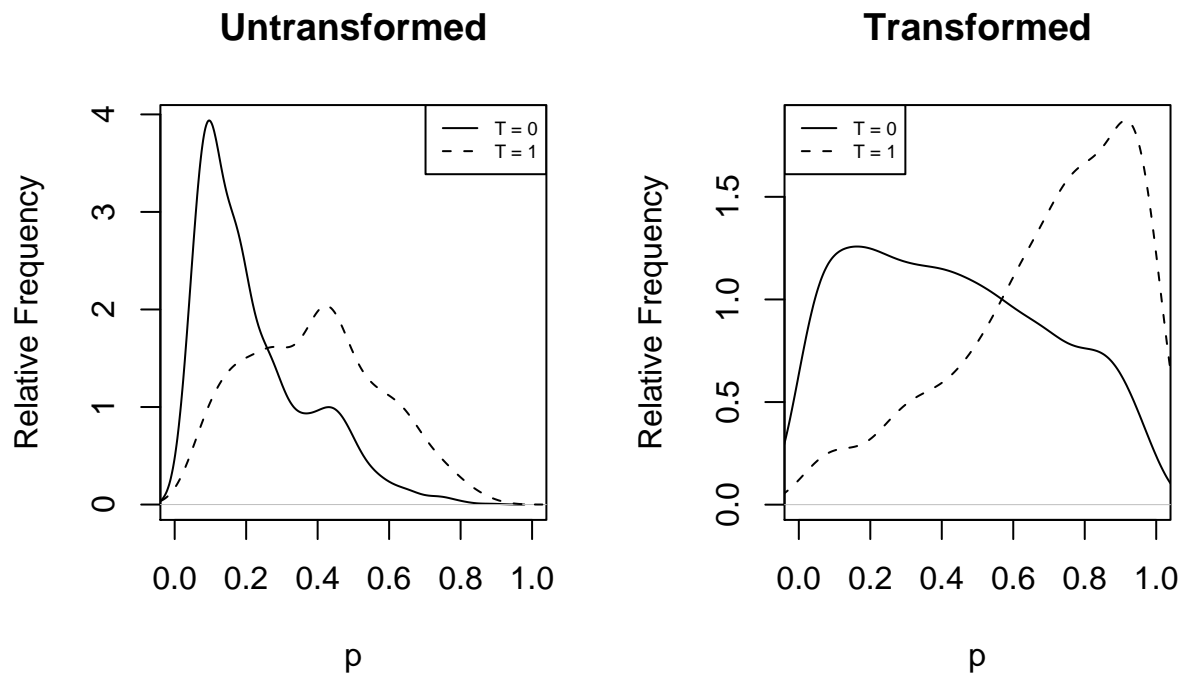 Untransformed
Relative Frequency
4
3
2
1
0
T = 0
T = 1
0.0 0.2 0.4 0.6 0.8 1.0
p
Transformed
Relative Frequency
1.5
1.0
0.5
0.0
T = 0
T = 1
0.0 0.2 0.4 0.6 0.8 1.0
p